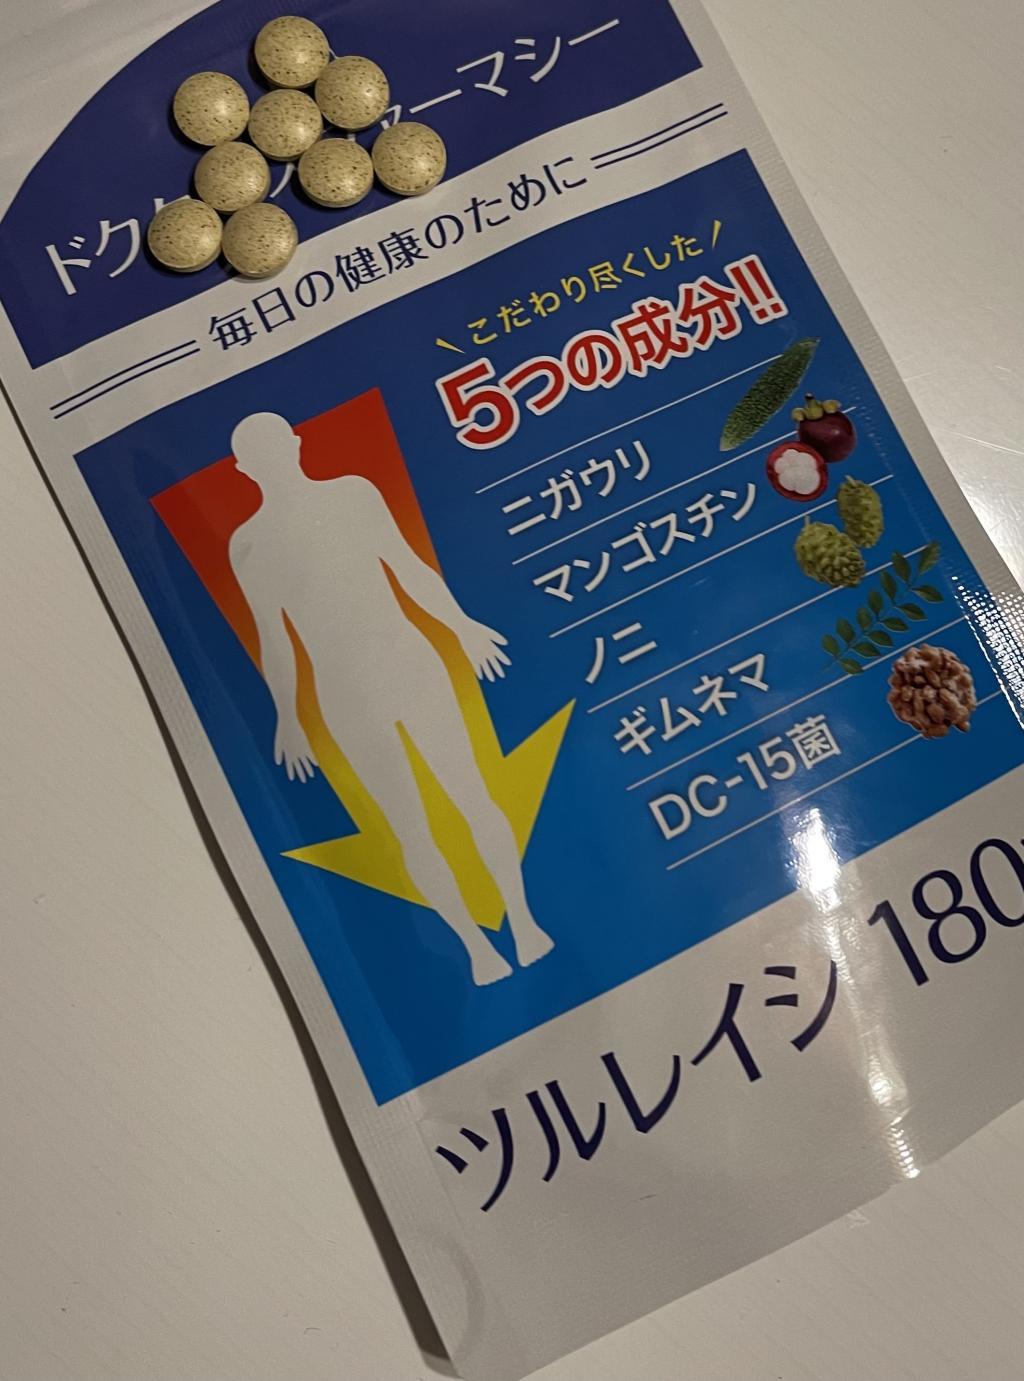 ドク ァーマシー
毎日の健康のために
\ こだわり尽くした /
5つの成分!!
ニガウリ
マンゴスチン
ノニ
ギムネマ
DC-15菌
ツルレイシ 180